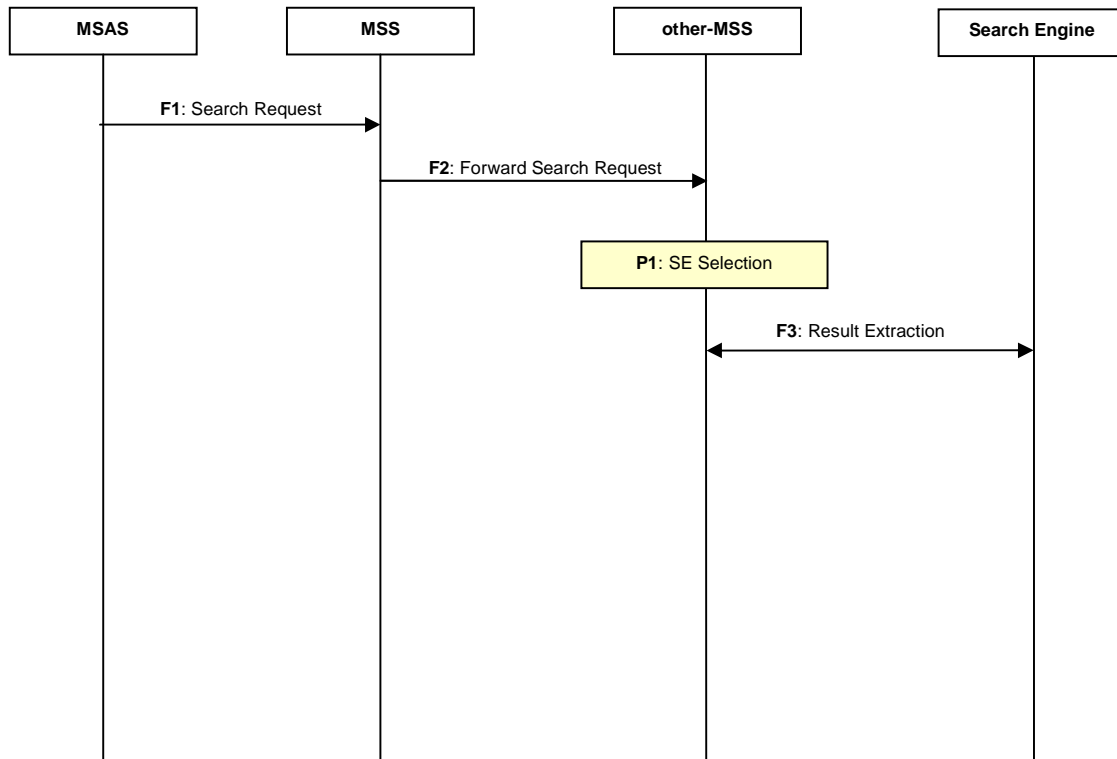 MSAS
MSS
other-MSS
Search Engine
F1: Search Request
F2: Forward Search Request
P1: SE Selection
F3: Result Extraction